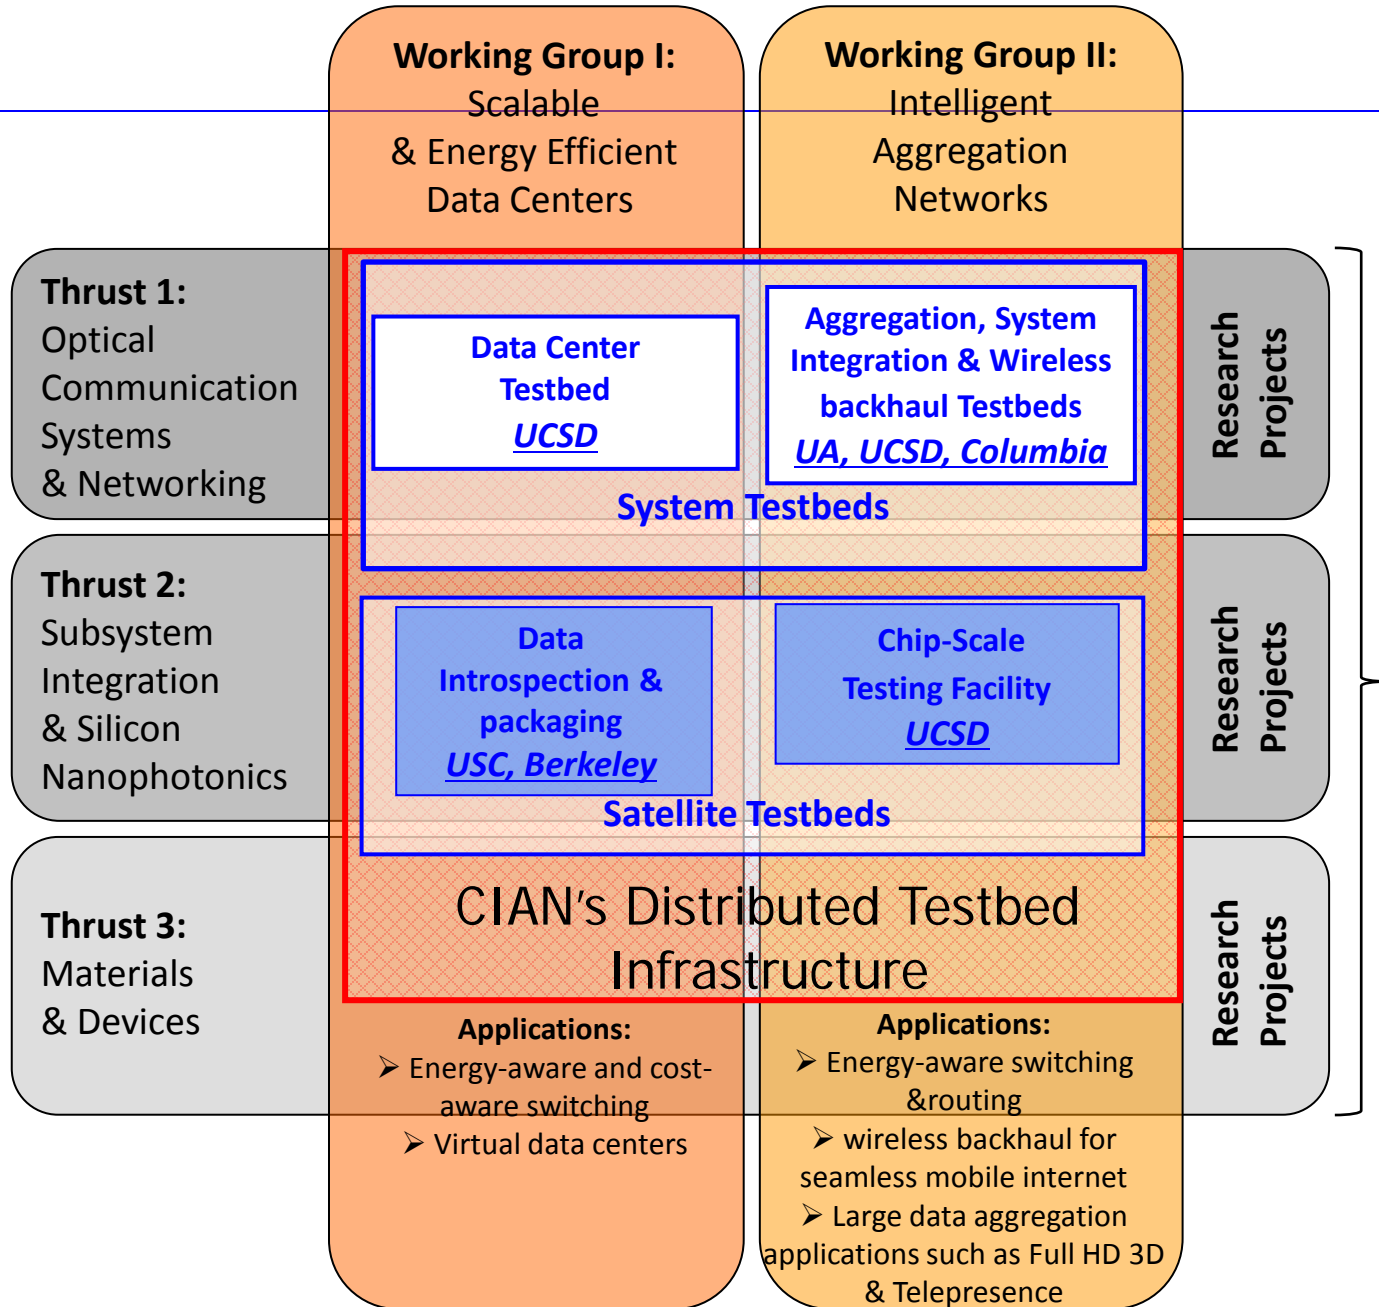 Working Group I:
Scalable
& Energy Efficient
Data Centers
Working Group II:
Intelligent
Aggregation
Networks
Thrust 1:
Optical
Communication
Systems
& Networking
Data Center
Testbed
UCSD
Aggregation, System
Integration & Wireless
backhaul Testbeds
UA, UCSD, Columbia
System Testbeds
Research
Projects
Thrust 2:
Subsystem
Integration
& Silicon
Nanophotonics
Data
Introspection &
packaging
USC, Berkeley
Chip-Scale
Testing Facility
UCSD
Satellite Testbeds
Research
Projects
Thrust 3:
Materials
& Devices
CIAN's Distributed Testbed
Infrastructure
Research
Projects
Applications:
➢ Energy-aware and cost-
aware switching
➢ Virtual data centers
Applications:
➢ Energy-aware switching
&routing
➢ wireless backhaul for
seamless mobile internet
➢ Large data aggregation
applications such as Full HD 3D
& Telepresence